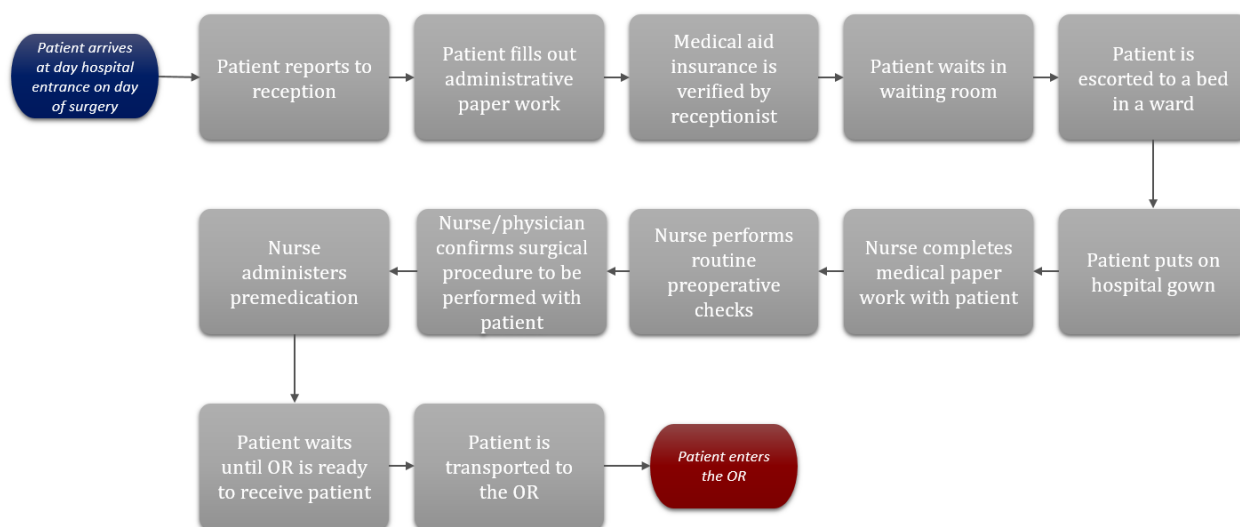 Patient arrives
at day hospital
entrance on day
of surgery
Patient reports to
reception
Patient fills out
administrative
paper work
Medical aid
insurance is
verified by
receptionist
Patient waits in
waiting room
Patient is
escorted to a bed
in a ward
Patient puts on
hospital gown
Nurse completes
medical paper
work with patient
Nurse performs
routine
preoperative
checks
Nurse/physician
confirms surgical
procedure to be
performed with
patient
Nurse
administers
premedication
Patient waits
until OR is ready
to receive patient
Patient is
transported to
the OR
Patient enters
the OR